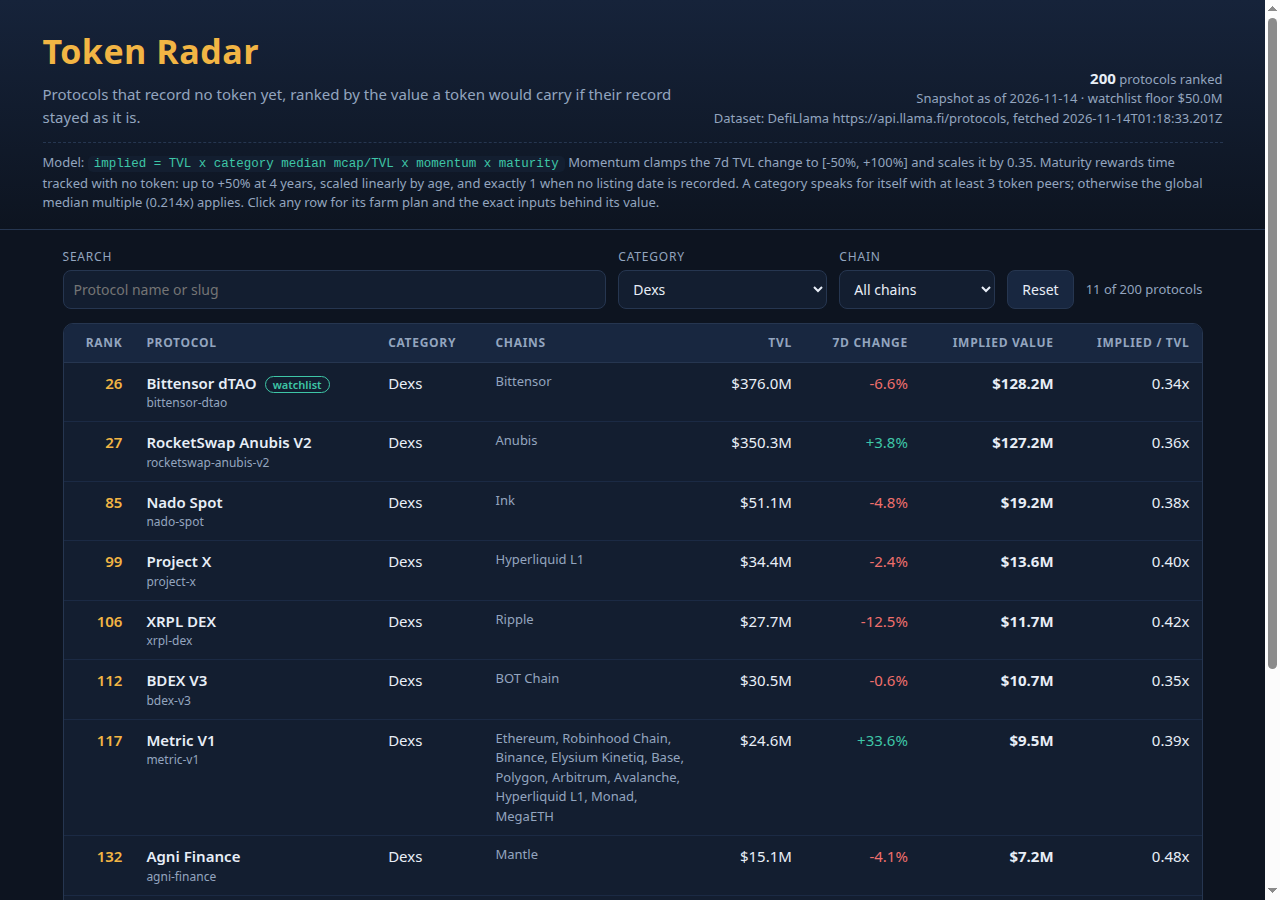 Token Radar
Protocols that record no token yet, ranked by the value a token would carry if their record
stayed as it is.
200 protocols ranked
Snapshot as of 2026-11-14 · watchlist floor $50.0M
Dataset: DefiLlama https://api.llama.fi/protocols, fetched 2026-11-14T01:18:33.201Z
Model: implied = TVL x category median mcap/TVL x momentum x maturity Momentum clamps the 7d TVL change to [-50%, +100%] and scales it by 0.35. Maturity rewards time
tracked with no token: up to +50% at 4 years, scaled linearly by age, and exactly 1 when no listing date is recorded. A category speaks for itself with at least 3 token peers; otherwise the global
median multiple (0.214x) applies. Click any row for its farm plan and the exact inputs behind its value.
SEARCH CATEGORY CHAIN
Protocol name or slug Dexs All chains Reset 11 of 200 protocols
RANK PROTOCOL CATEGORY CHAINS TVL 7D CHANGE IMPLIED VALUE IMPLIED / TVL
26 Bittensor dTAO watchlist Dexs Bittensor $376.0M -6.6% $128.2M 0.34x
bittensor-dtao
27 RocketSwap Anubis V2 Dexs Anubis $350.3M +3.8% $127.2M 0.36x
rocketswap-anubis-v2
85 Nado Spot Dexs Ink $51.1M -4.8% $19.2M 0.38x
nado-spot
99 Project X Dexs Hyperliquid L1 $34.4M -2.4% $13.6M 0.40x
project-x
106 XRPL DEX Dexs Ripple $27.7M -12.5% $11.7M 0.42x
xrpl-dex
112 BDEX V3 Dexs BOT Chain $30.5M -0.6% $10.7M 0.35x
bdex-v3
117 Metric V1 Dexs Ethereum, Robinhood Chain, $24.6M +33.6% $9.5M 0.39x
metric-v1 Binance, Elysium Kinetiq, Base,
Polygon, Arbitrum, Avalanche,
Hyperliquid L1, Monad,
MegaETH
132 Agni Finance Dexs Mantle $15.1M -4.1% $7.2M 0.48x
agni-finance